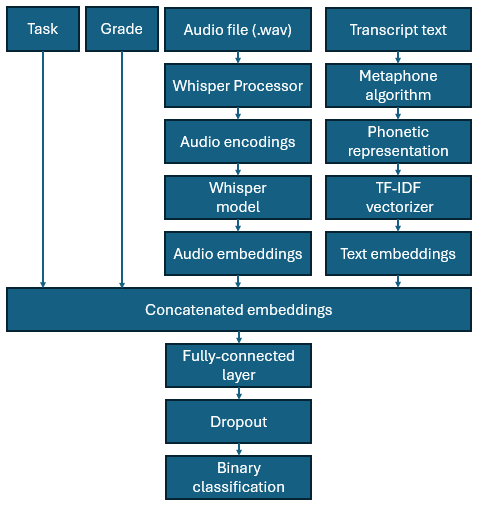 Task
Grade
Audio file (.wav)
Transcript text
Whisper Processor
Metaphone
algorithm
Audio encodings
Phonetic
representation
Whisper
model
TF-IDF
vectorizer
Audio embeddings
Text embeddings
Concatenated embeddings
Fully-connected
layer
Dropout
Binary
classification